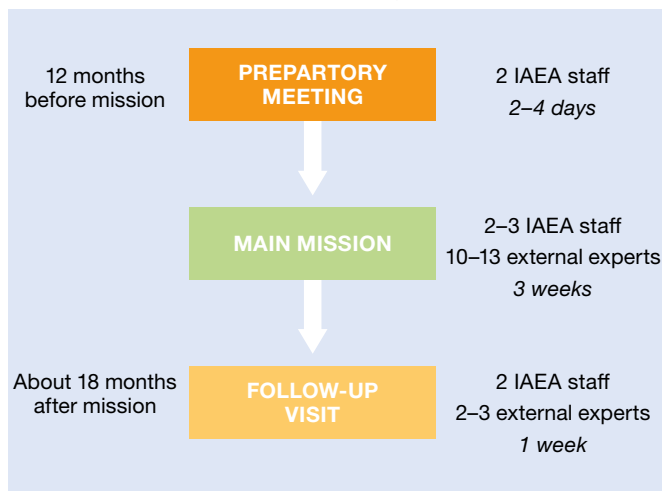 12 months
before mission
PREPARTORY
MEETING
2 IAEA staff
2–4 days
MAIN MISSION
2–3 IAEA staff
10–13 external experts
3 weeks
About 18 months
after mission
FOLLOW-UP
VISIT
2 IAEA staff
2–3 external experts
1 week